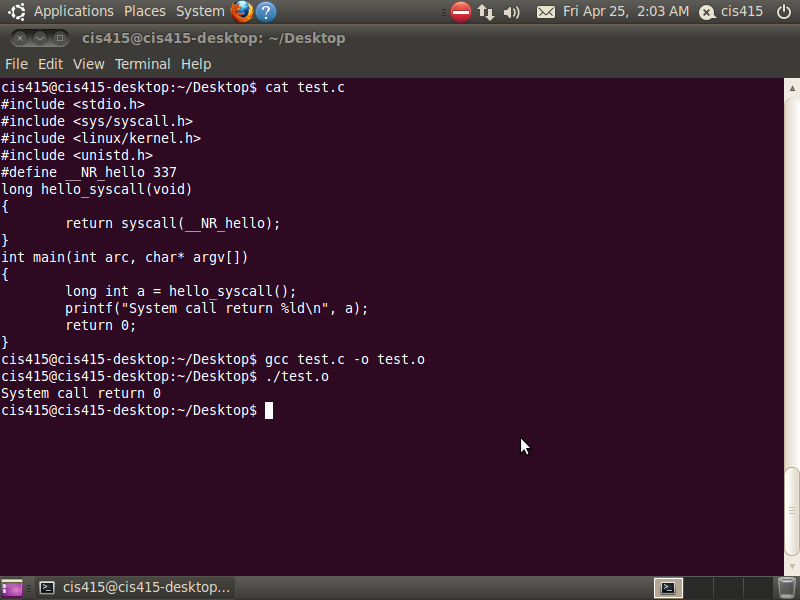 Applications Places System ? Fri Apr 25, 2:03 AM cis415
cis415@cis415-desktop: ~/Desktop
File Edit View Terminal Help
cis415@cis415-desktop:~/Desktop$ cat test.c
#include <stdio.h>
#include <sys/syscall.h>
#include <linux/kernel.h>
#include <unistd.h>
#define __NR_hello 337
long hello_syscall(void)
{
        return syscall(__NR_hello);
}
int main(int arc, char* argv[])
{
        long int a = hello_syscall();
        printf("System call return %ld\n", a);
        return 0;
}
cis415@cis415-desktop:~/Desktop$ gcc test.c -o test.o
cis415@cis415-desktop:~/Desktop$ ./test.o
System call return 0
cis415@cis415-desktop:~/Desktop$
cis415@cis415-desktop...